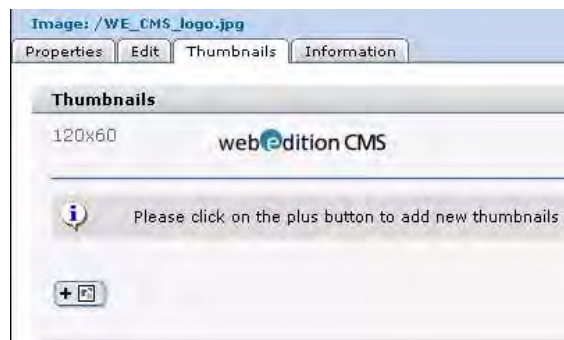 Image: /WE_CMS_logo.jpg
Properties Edit Thumbnails Information
Thumbnails
120x60
webedition CMS
Please click on the plus button to add new thumbnails